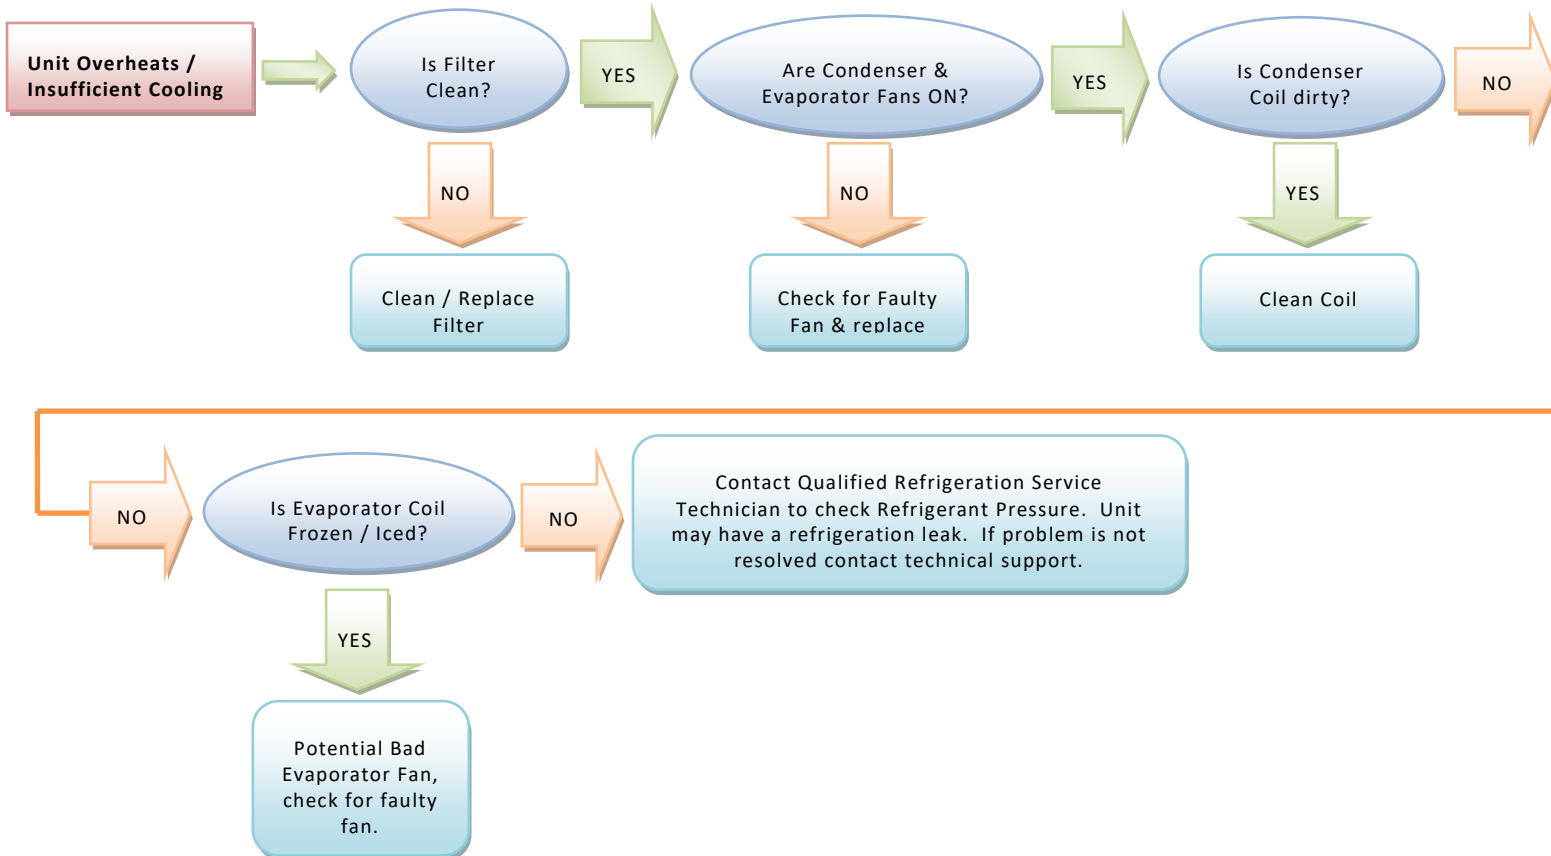 Unit Overheats /
Insufficient Cooling
Is Filter
Clean?
YES
Are Condenser &
Evaporator Fans ON?
YES
Is Condenser
Coil dirty?
NO
NO
NO
YES
Clean / Replace
Filter
Check for Faulty
Fan & replace
Clean Coil
NO
Is Evaporator Coil
Frozen / Iced?
NO
Contact Qualified Refrigeration Service
Technician to check Refrigerant Pressure.  Unit
may have a refrigeration leak.  If problem is not
resolved contact technical support.
YES
Potential Bad
Evaporator Fan,
check for faulty
fan.